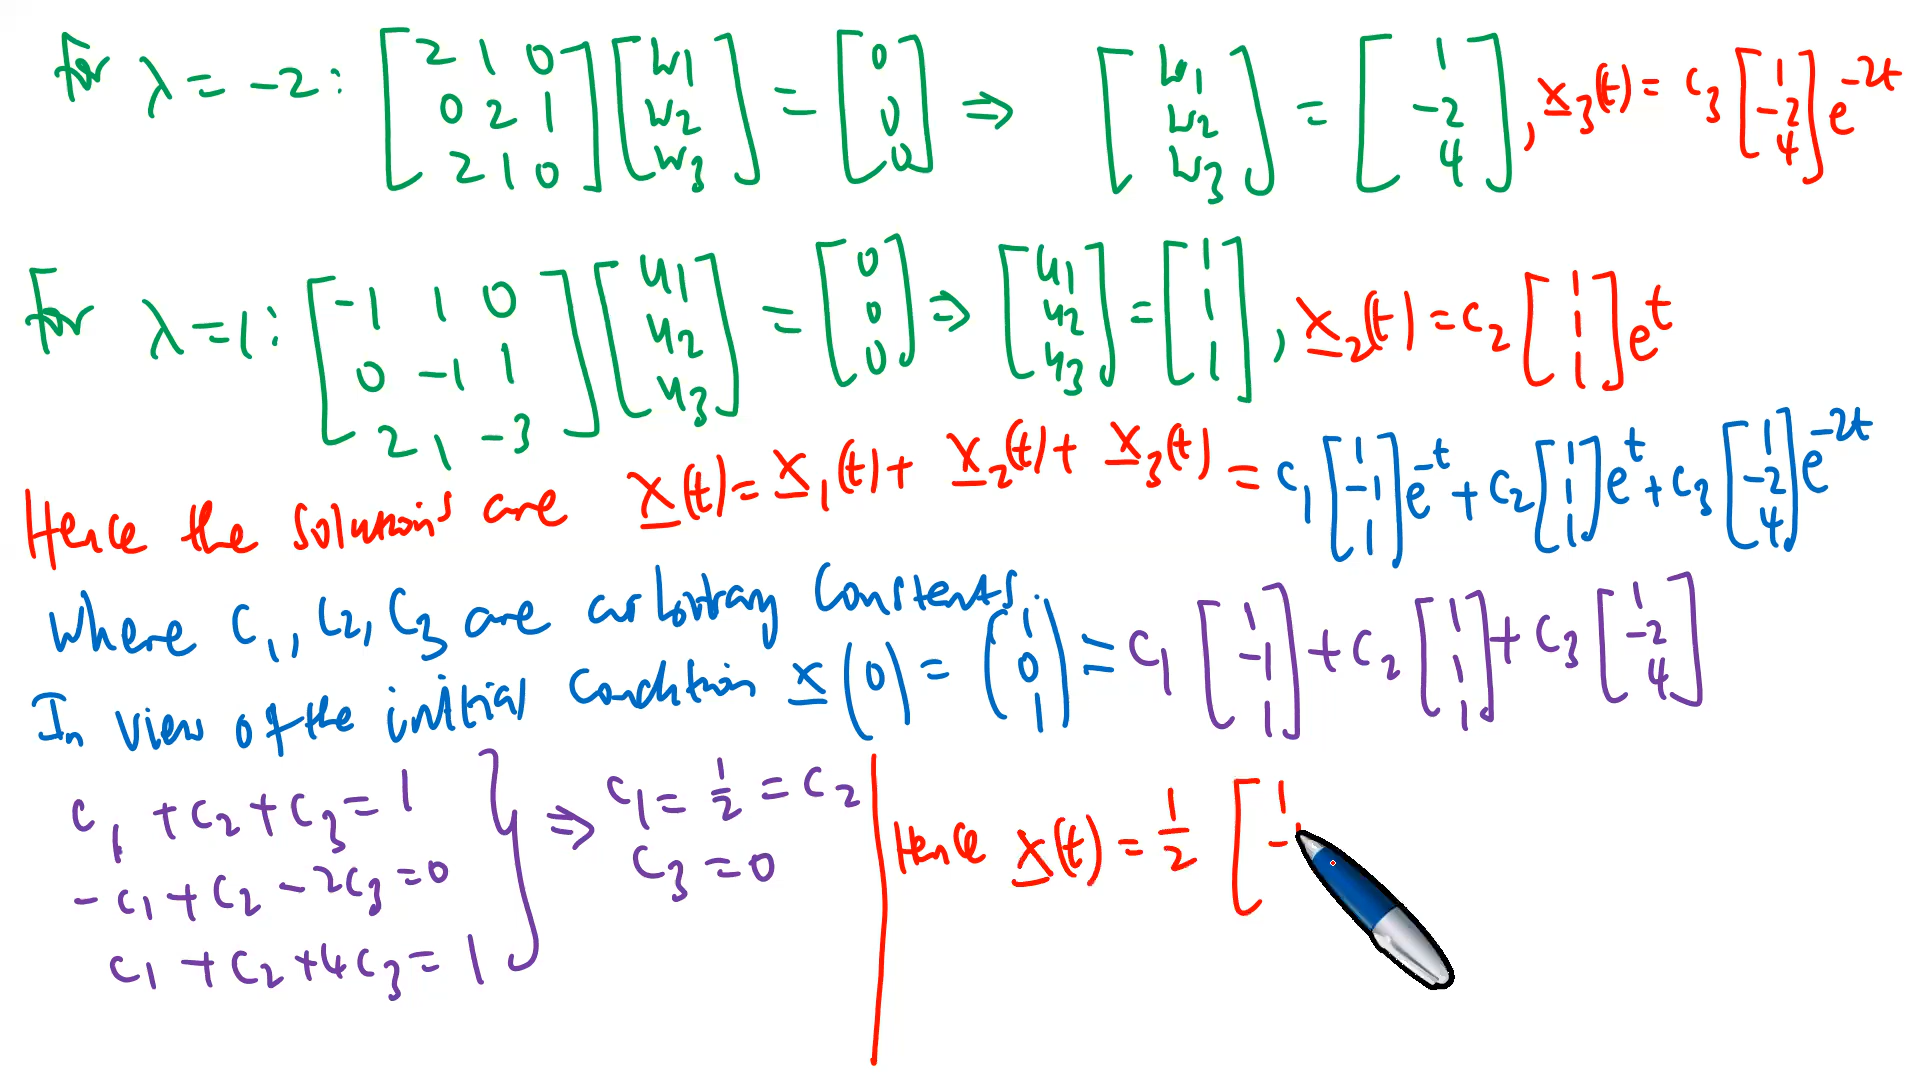 For λ = -2: [2 1 0; 0 2 1; 2 1 0] [w1; w2; w3] = [0; 0; 0] ⇒ [w1; w2; w3] = [1; -2; 4], x3(t) = c3 [1; -2; 4] e^-2t
For λ = 1: [-1 1 0; 0 -1 1; 2 1 -3] [u1; u2; u3] = [0; 0; 0] ⇒ [u1; u2; u3] = [1; 1; 1], x2(t) = c2 [1; 1; 1] e^t
Hence the solutions are x(t) = x1(t) + x2(t) + x3(t) = c1 [1; -1; 1] e^-t + c2 [1; 1; 1] e^t + c3 [1; -2; 4] e^-2t
Where c1, c2, c3 are arbitrary constants.
In view of the initial condition x(0) = (1; 0; 1) = c1 [1; -1; 1] + c2 [1; 1; 1] + c3 [1; -2; 4]
c1 + c2 + c3 = 1
-c1 + c2 - 2c3 = 0
c1 + c2 + 4c3 = 1
} ⇒ c1 = 1/2 = c2
c3 = 0
Hence x(t) = 1/2 [1; -1